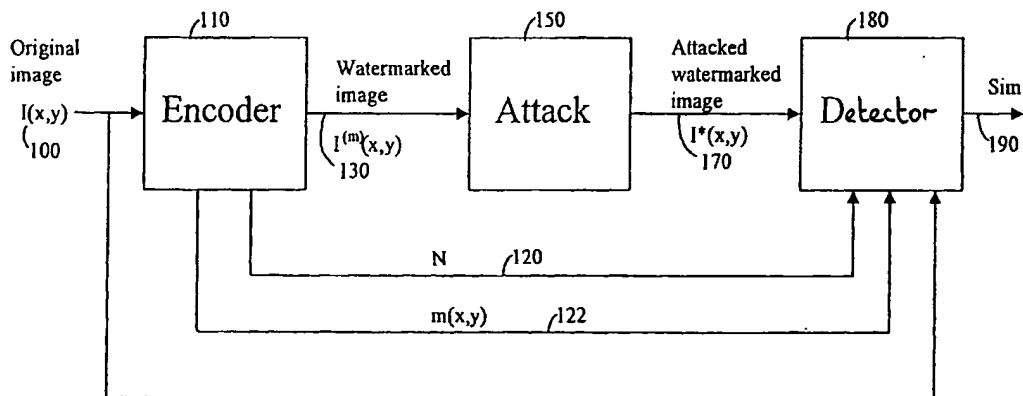 110
150
180
Original
image
I(x,y)
100
Encoder
Watermarked
image
I(m)(x,y)
130
Attack
Attacked
watermarked
image
I*(x,y)
170
Detector
Sim
190
N
120
m(x,y)
122